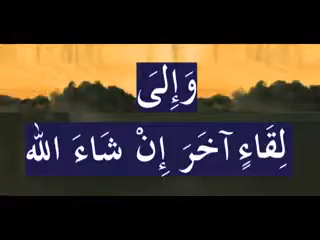 وَإِلَى
لِقَاءٍ آخَرَ إِنْ شَاءَ الله